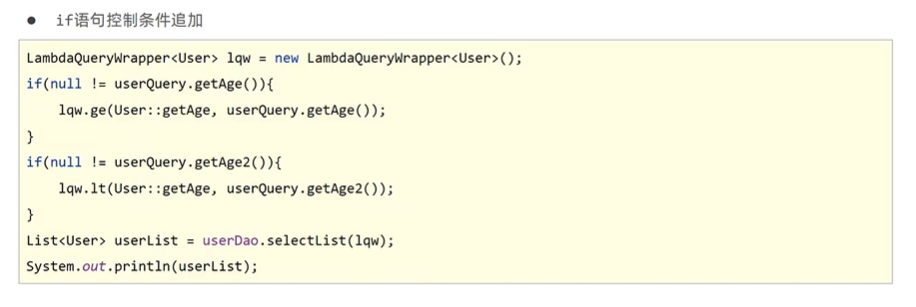 ● if语句控制条件追加
LambdaQueryWrapper<User> lqw = new LambdaQueryWrapper<User>();
if(null != userQuery.getAge()){
    lqw.ge(User::getAge, userQuery.getAge());
}
if(null != userQuery.getAge2()){
    lqw.lt(User::getAge, userQuery.getAge2());
}
List<User> userList = userDao.selectList(lqw);
System.out.println(userList);